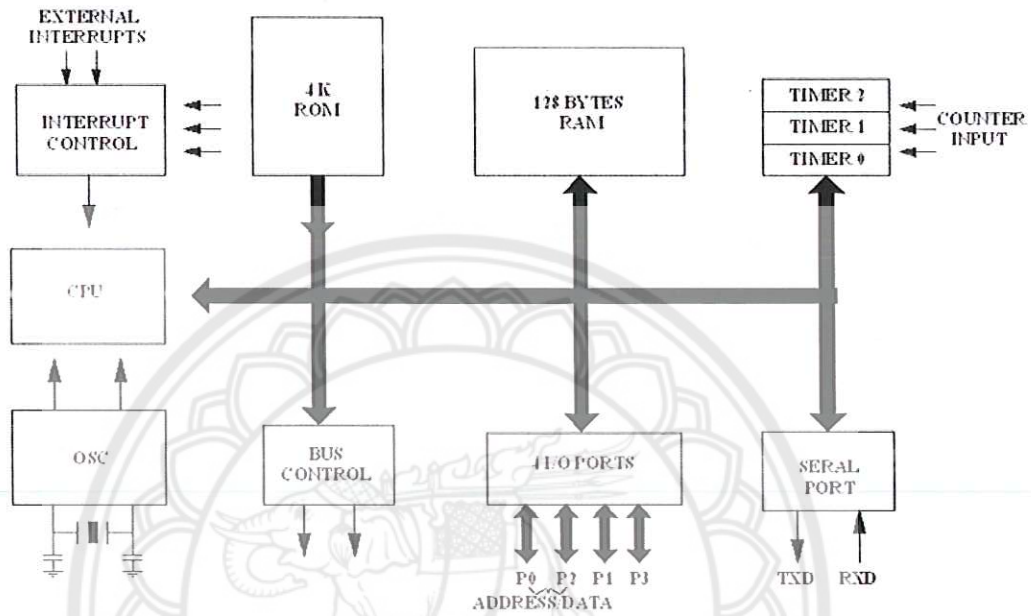 EXTERNAL
INTERRUPTS
INTERRUPT
CONTROL
4K
ROM
128 BYTES
RAM
TIMER 2
TIMER 1
TIMER 0
COUNTER
INPUT
CPU
OSC
BUS
CONTROL
4 I/O PORTS
SERAL
PORT
P0 P2 P1 P3
ADDRESS/DATA
TXD RXD